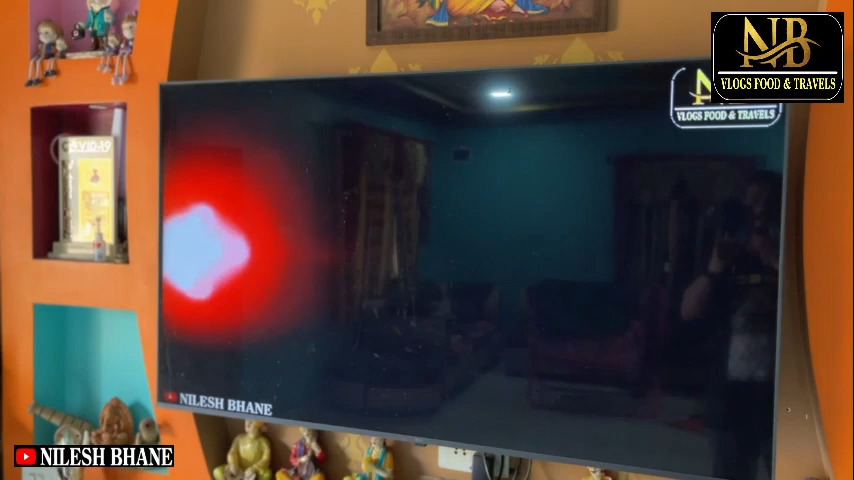 NB
VLOGS FOOD & TRAVELS
N
VLOGS FOOD & TRAVELS
COVID-19
NILESH BHANE
NILESH BHANE